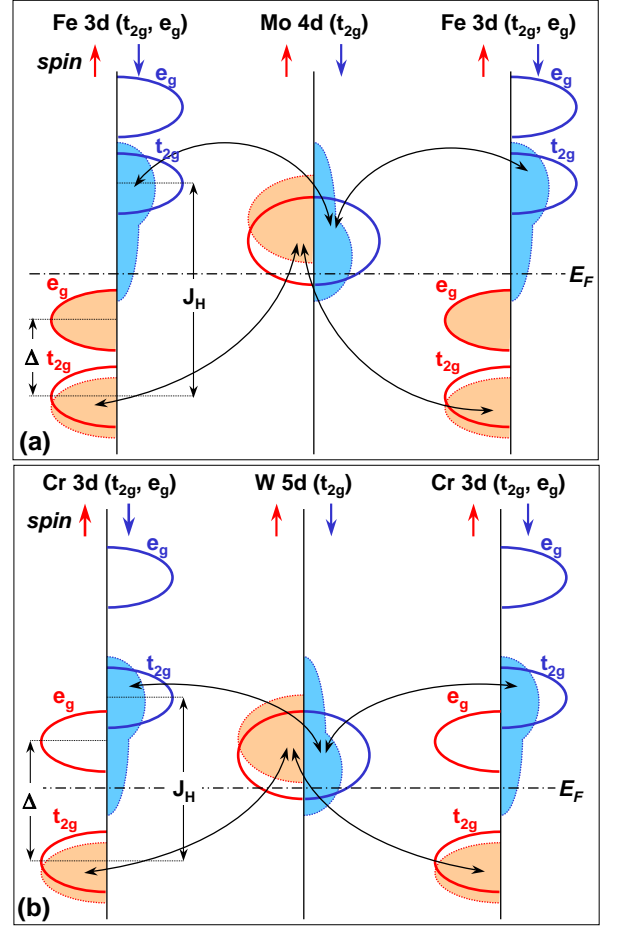 Fe 3d (t2g, eg) Mo 4d (t2g) Fe 3d (t2g, eg)
spin
eg eg
t2g t2g
EF
eg eg
JH
Δ t2g t2g
(a)
Cr 3d (t2g, eg) W 5d (t2g) Cr 3d (t2g, eg)
spin
eg eg
t2g t2g
eg eg
JH EF
Δ
t2g t2g
(b)